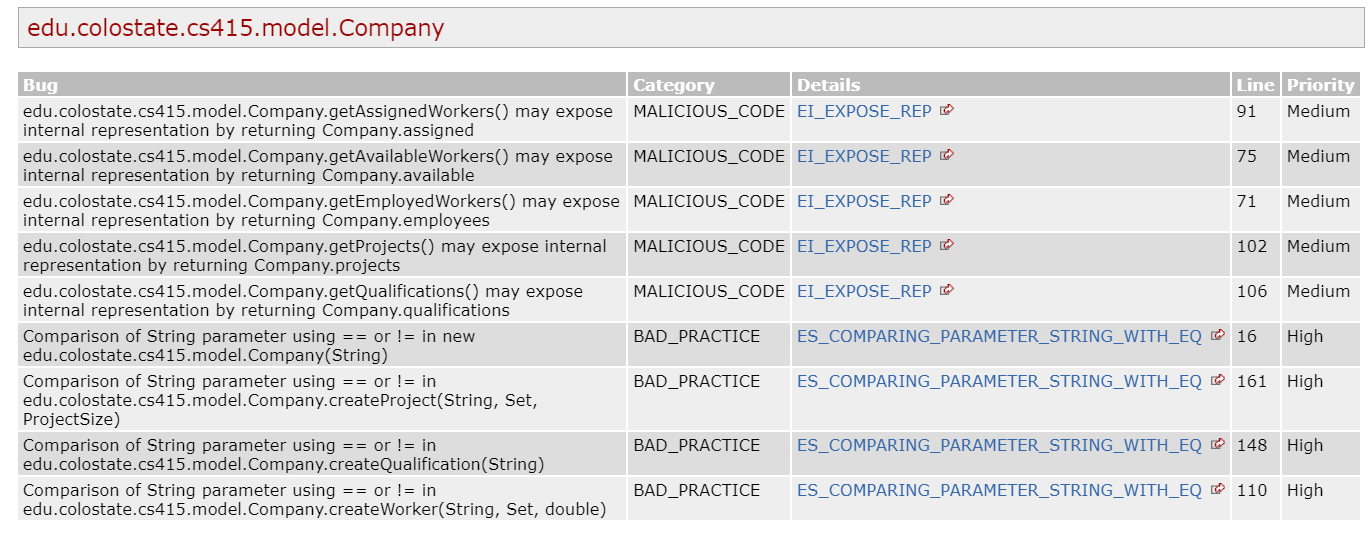 edu.colostate.cs415.model.Company
Bug Category Details Line Priority
edu.colostate.cs415.model.Company.getAssignedWorkers() may expose MALICIOUS_CODE EI_EXPOSE_REP 91 Medium
internal representation by returning Company.assigned
edu.colostate.cs415.model.Company.getAvailableWorkers() may expose MALICIOUS_CODE EI_EXPOSE_REP 75 Medium
internal representation by returning Company.available
edu.colostate.cs415.model.Company.getEmployedWorkers() may expose MALICIOUS_CODE EI_EXPOSE_REP 71 Medium
internal representation by returning Company.employees
edu.colostate.cs415.model.Company.getProjects() may expose internal MALICIOUS_CODE EI_EXPOSE_REP 102 Medium
representation by returning Company.projects
edu.colostate.cs415.model.Company.getQualifications() may expose MALICIOUS_CODE EI_EXPOSE_REP 106 Medium
internal representation by returning Company.qualifications
Comparison of String parameter using == or != in new BAD_PRACTICE ES_COMPARING_PARAMETER_STRING_WITH_EQ 16 High
edu.colostate.cs415.model.Company(String)
Comparison of String parameter using == or != in BAD_PRACTICE ES_COMPARING_PARAMETER_STRING_WITH_EQ 161 High
edu.colostate.cs415.model.Company.createProject(String, Set,
ProjectSize)
Comparison of String parameter using == or != in BAD_PRACTICE ES_COMPARING_PARAMETER_STRING_WITH_EQ 148 High
edu.colostate.cs415.model.Company.createQualification(String)
Comparison of String parameter using == or != in BAD_PRACTICE ES_COMPARING_PARAMETER_STRING_WITH_EQ 110 High
edu.colostate.cs415.model.Company.createWorker(String, Set, double)